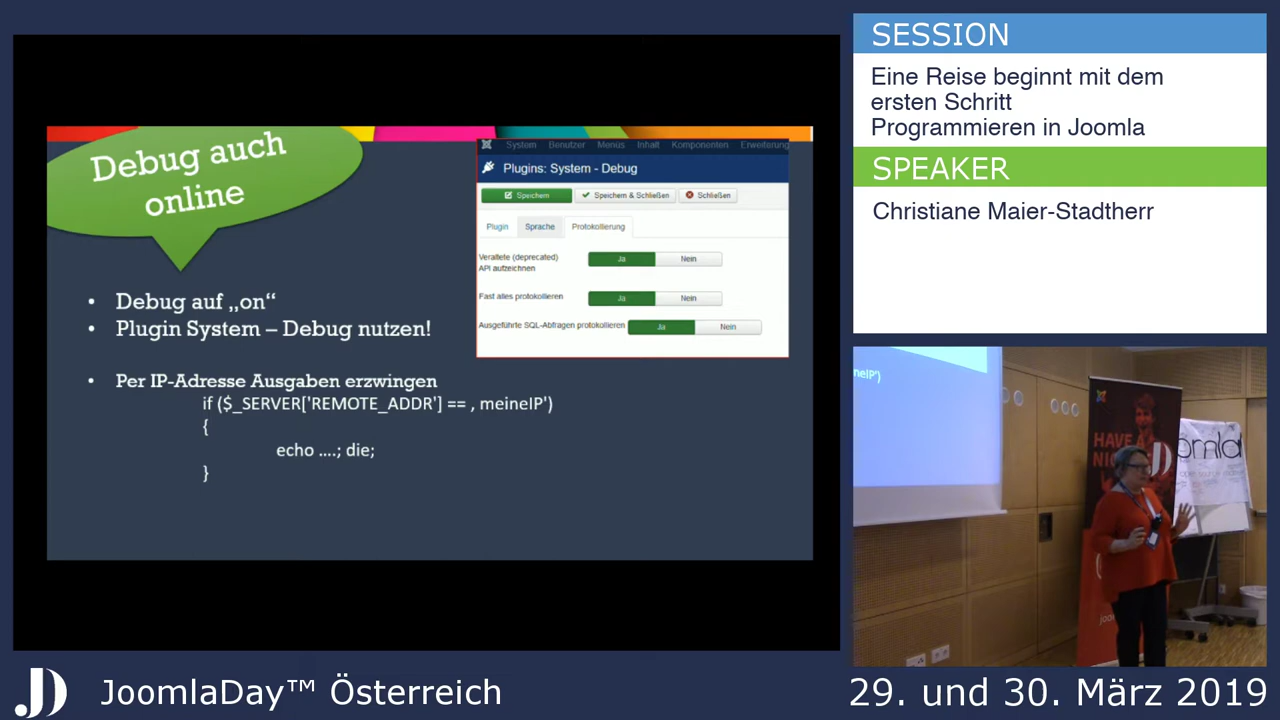 Debug auch
online
System Benutzer Menüs Inhalt Komponenten Erweiterung
Plugins: System - Debug
Speichern Speichern & Schließen Schließen
Plugin Sprache Protokollierung
Veraltete (deprecated)
API aufzeichnen
Ja Nein
Fast alles protokollieren Ja Nein
Ausgeführte SQL-Abfragen protokollieren Ja Nein
• Debug auf „on“
• Plugin System – Debug nutzen!
• Per IP-Adresse Ausgaben erzwingen
if ($_SERVER['REMOTE_ADDR'] == ‚ meineIP')
{
echo ....; die;
}
SESSION
Eine Reise beginnt mit dem
ersten Schritt
Programmieren in Joomla
SPEAKER
Christiane Maier-Stadtherr
neIP')
HAVE A
NIC
oomla
JoomlaDay™ Österreich
29. und 30. März 2019